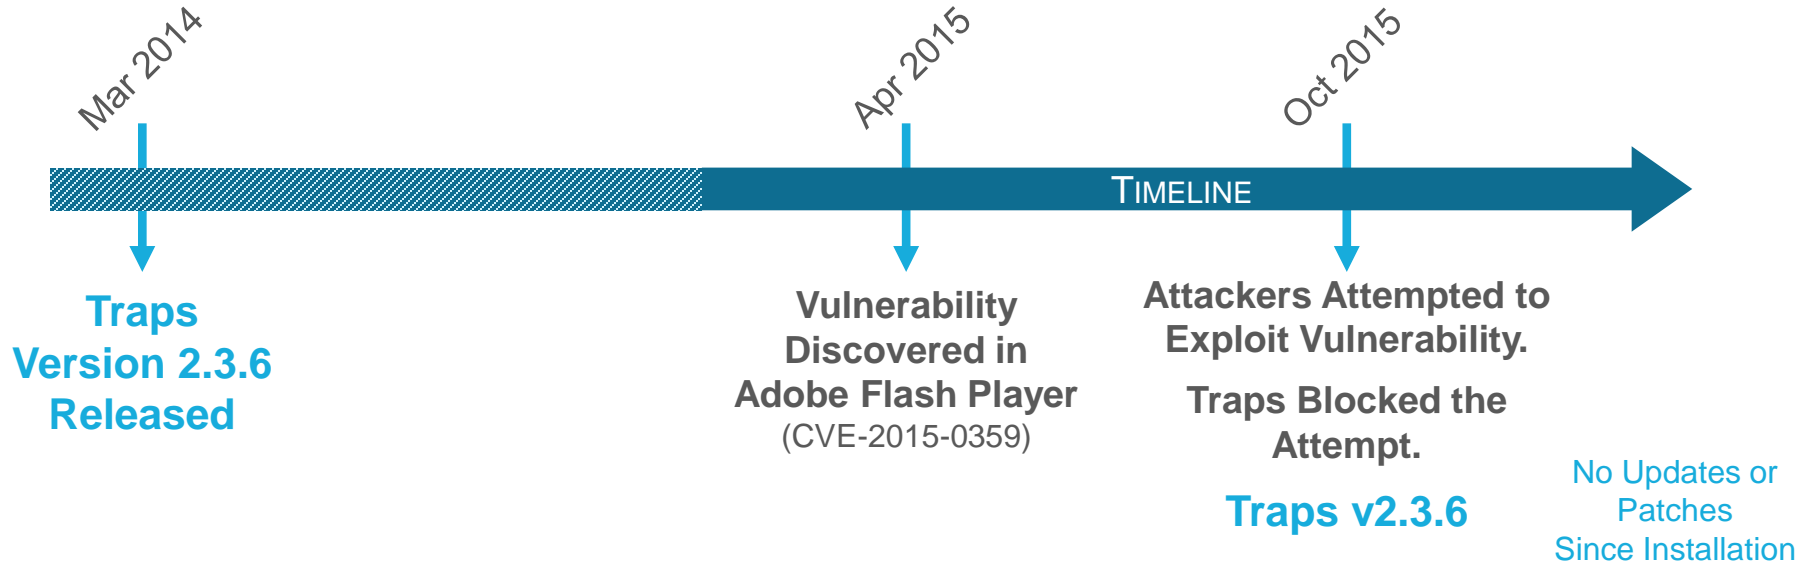 Mar 2014
Apr 2015
Oct 2015
TIMELINE
Traps
Version 2.3.6
Released
Vulnerability
Discovered in
Adobe Flash Player
(CVE-2015-0359)
Attackers Attempted to
Exploit Vulnerability.
Traps Blocked the
Attempt.
Traps v2.3.6
No Updates or
Patches
Since Installation